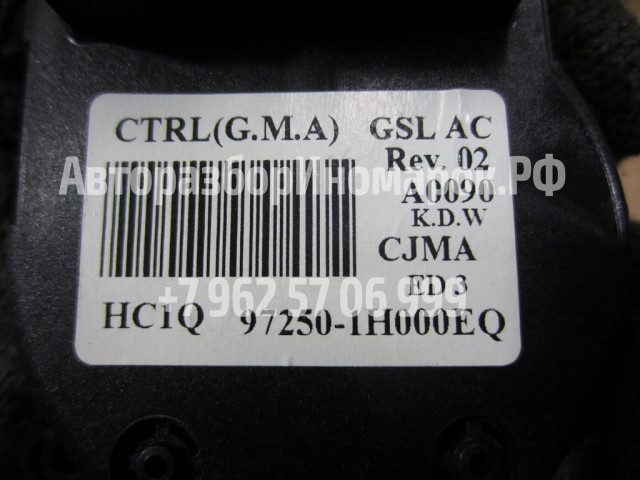 CTRL(G.M.A) GSL AC
Rev. 02
АвторазборИномарок.РФ
A0090
K.D.W
CJMA
ED 3
+7 962 57 06 999
HC1Q 97250-1H000EQ